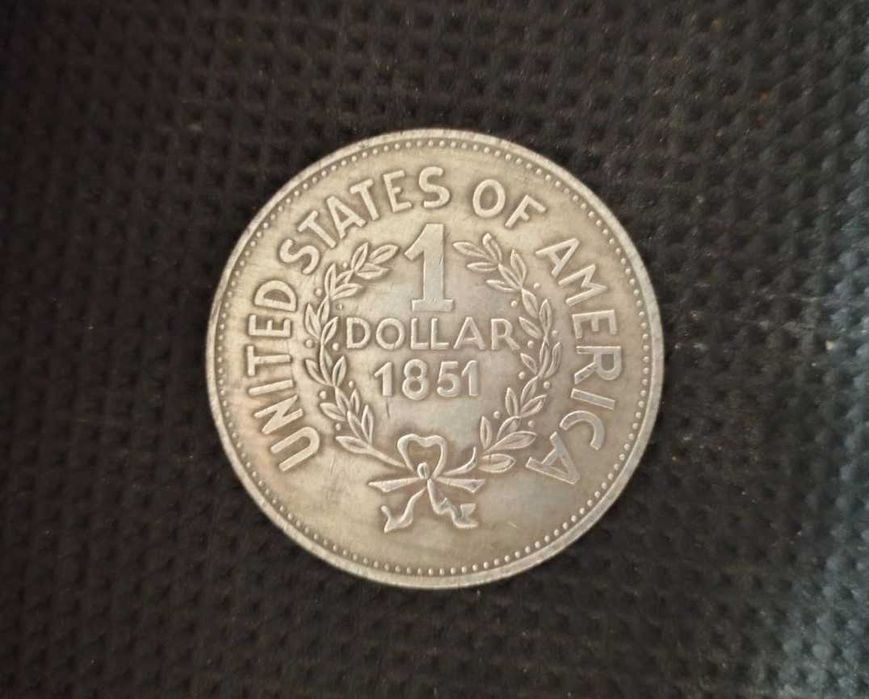 UNITED STATES OF AMERICA
1
DOLLAR
1851